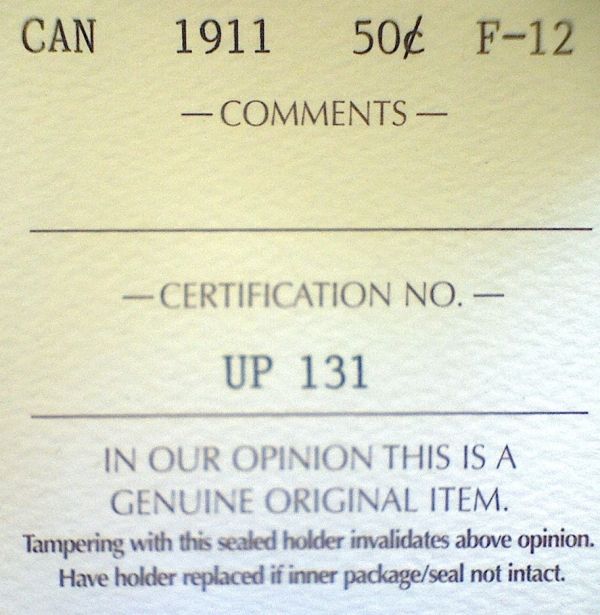 CAN 1911 50¢ F-12
— COMMENTS —
— CERTIFICATION NO. —
UP 131
IN OUR OPINION THIS IS A
GENUINE ORIGINAL ITEM.
Tampering with this sealed holder invalidates above opinion.
Have holder replaced if inner package/seal not intact.